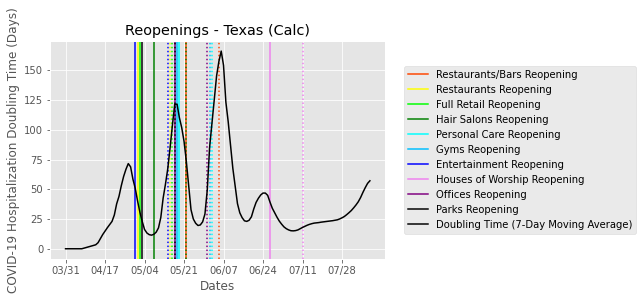 Reopenings - Texas (Calc)
COVID-19 Hospitalization Doubling Time (Days)
150
125
100
75
50
25
0
03/31 04/17 05/04 05/21 06/07 06/24 07/11 07/28
Dates
Restaurants/Bars Reopening
Restaurants Reopening
Full Retail Reopening
Hair Salons Reopening
Personal Care Reopening
Gyms Reopening
Entertainment Reopening
Houses of Worship Reopening
Offices Reopening
Parks Reopening
Doubling Time (7-Day Moving Average)